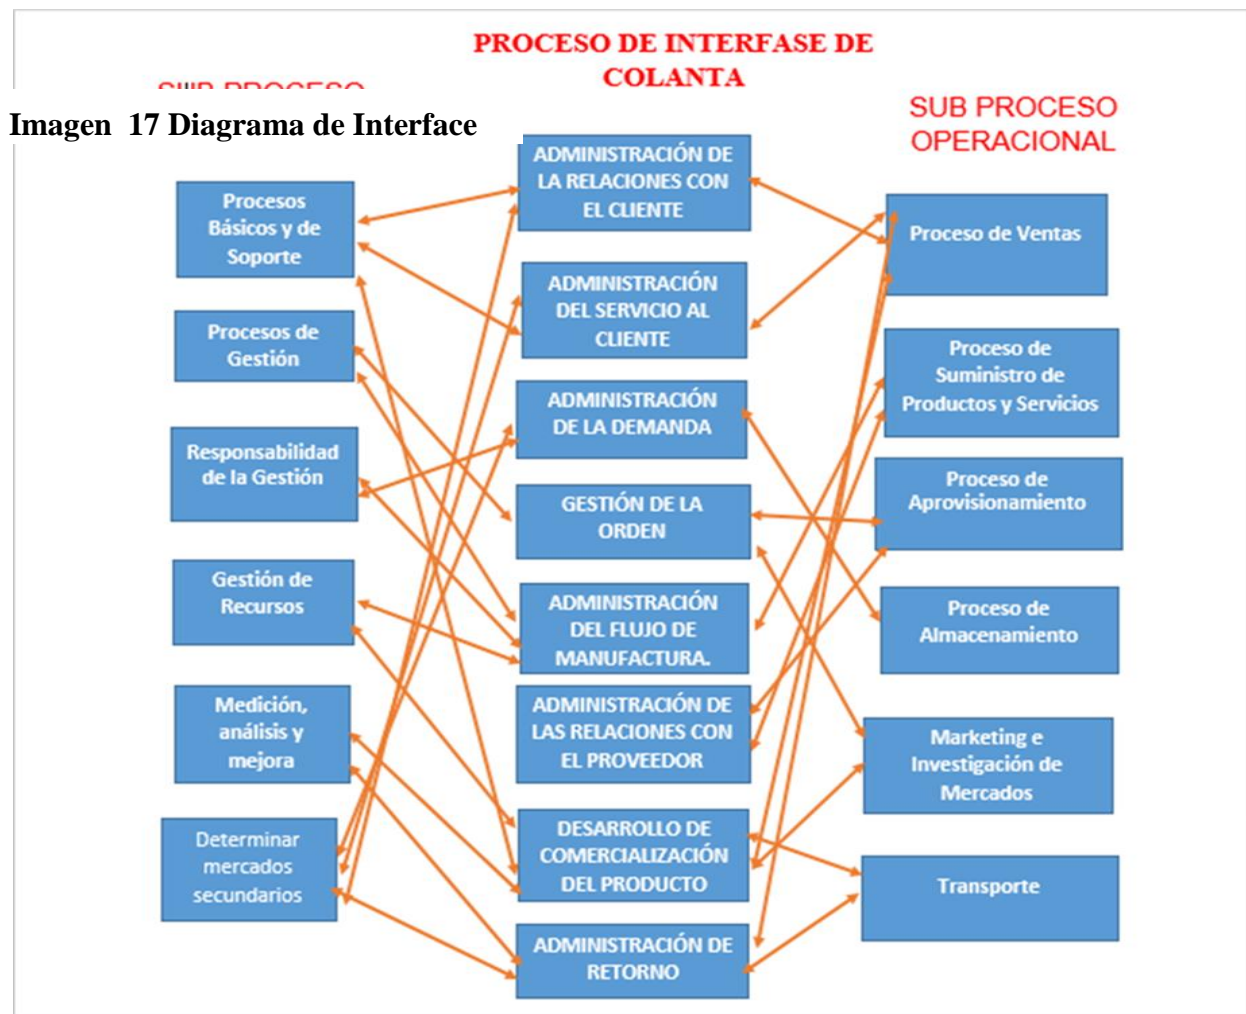 PROCESO DE INTERFASE DE
COLANTA
SUB PROCESO
Imagen 17 Diagrama de Interface
SUB PROCESO
OPERACIONAL
Procesos
Básicos y de
Soporte
Procesos de
Gestión
Responsabilidad
de la Gestión
Gestión de
Recursos
Medición,
análisis y
mejora
Determinar
mercados
secundarios
ADMINISTRACIÓN DE
LA RELACIONES CON
EL CLIENTE
ADMINISTRACIÓN
DEL SERVICIO AL
CLIENTE
ADMINISTRACIÓN
DE LA DEMANDA
GESTIÓN DE LA
ORDEN
ADMINISTRACIÓN
DEL FLUJO DE
MANUFACTURA.
ADMINISTRACIÓN DE
LAS RELACIONES CON
EL PROVEEDOR
DESARROLLO DE
COMERCIALIZACIÓN
DEL PRODUCTO
ADMINISTRACIÓN DE
RETORNO
Proceso de Ventas
Proceso de
Suministro de
Productos y Servicios
Proceso de
Aprovisionamiento
Proceso de
Almacenamiento
Marketing e
Investigación de
Mercados
Transporte